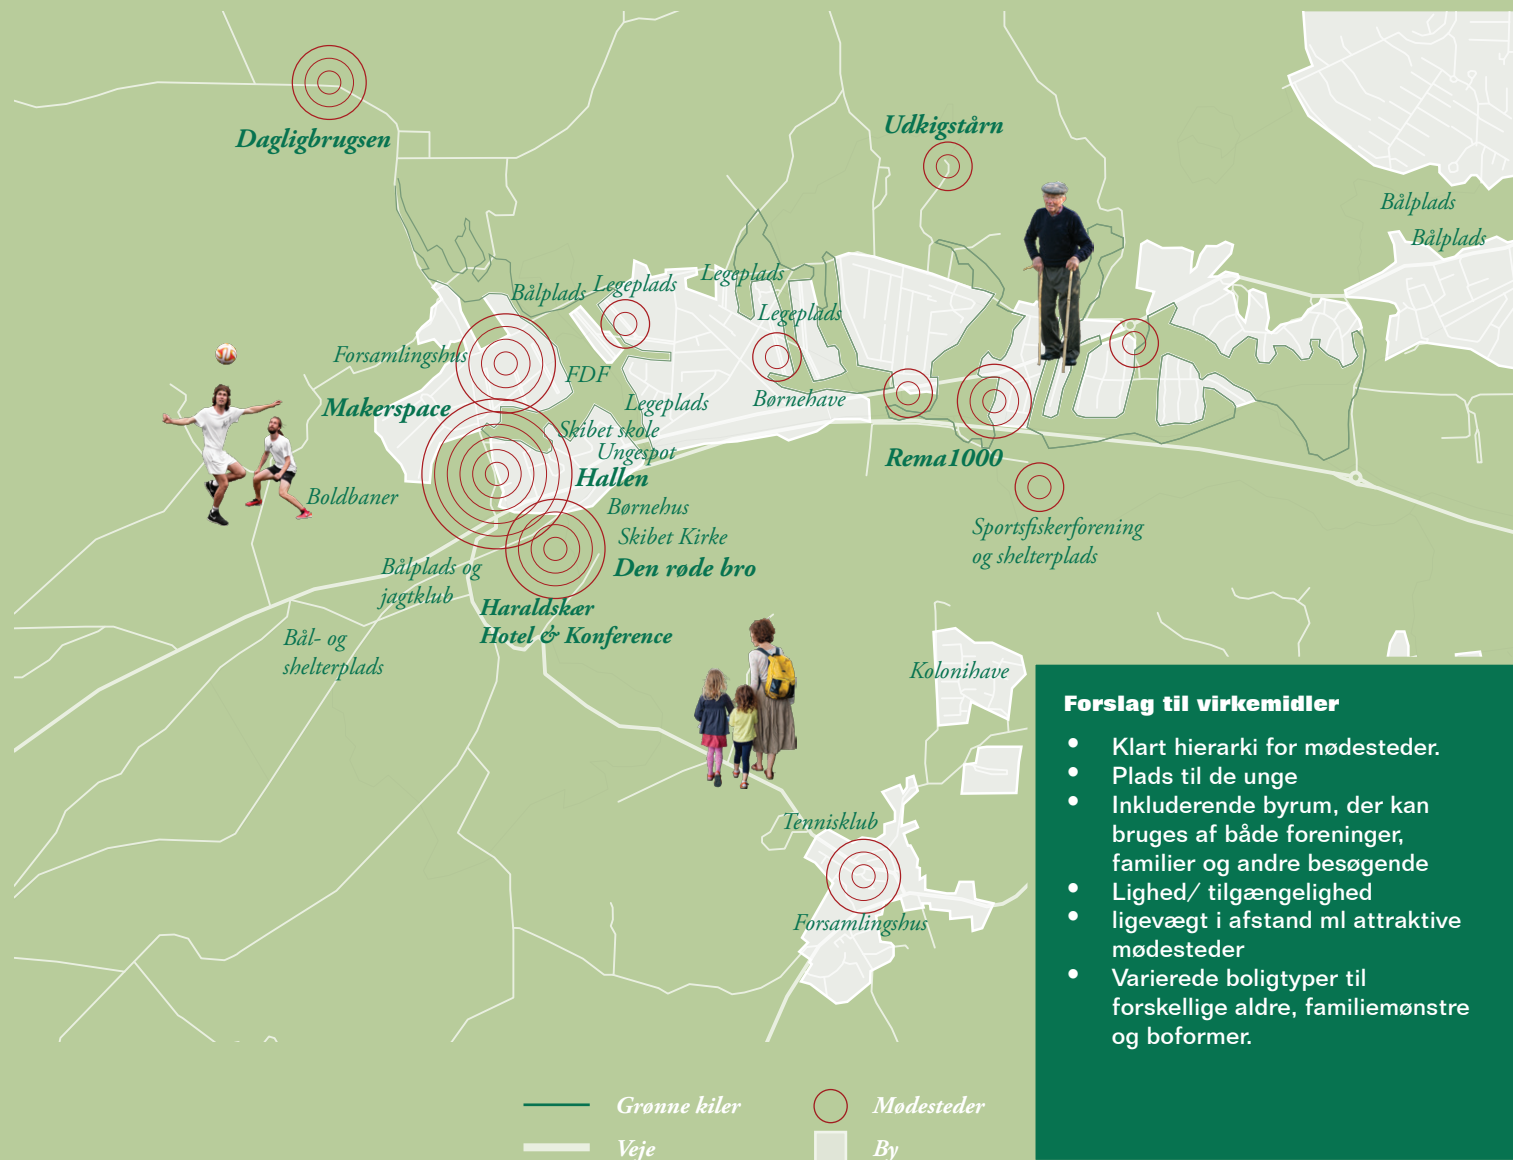 Dagligbrugsen
Udkigstårn
Bålplads
Bålplads
Legeplads
Legeplads
Bålplads
Legeplads
Forsamlingshus
FDF
Makerspace
Legeplads
Børnehave
Skibet skole
Ungespot
Hallen
Rema1000
Boldbaner
Børnehus
Skibet Kirke
Sportsfiskerforening
og shelterplads
Bålplads og
jagtklub
Den røde bro
Haraldskær
Hotel & Konference
Bål- og
shelterplads
Kolonihave
Tennisklub
Forsamlingshus
Forslag til virkemidler
• Klart hierarki for mødesteder.
• Plads til de unge
• Inkluderende byrum, der kan
bruges af både foreninger,
familier og andre besøgende
• Lighed/ tilgængelighed
• ligevægt i afstand ml attraktive
mødesteder
• Varierede boligtyper til
forskellige aldre, familiemønstre
og boformer.
Grønne kiler
Mødesteder
Veje
By